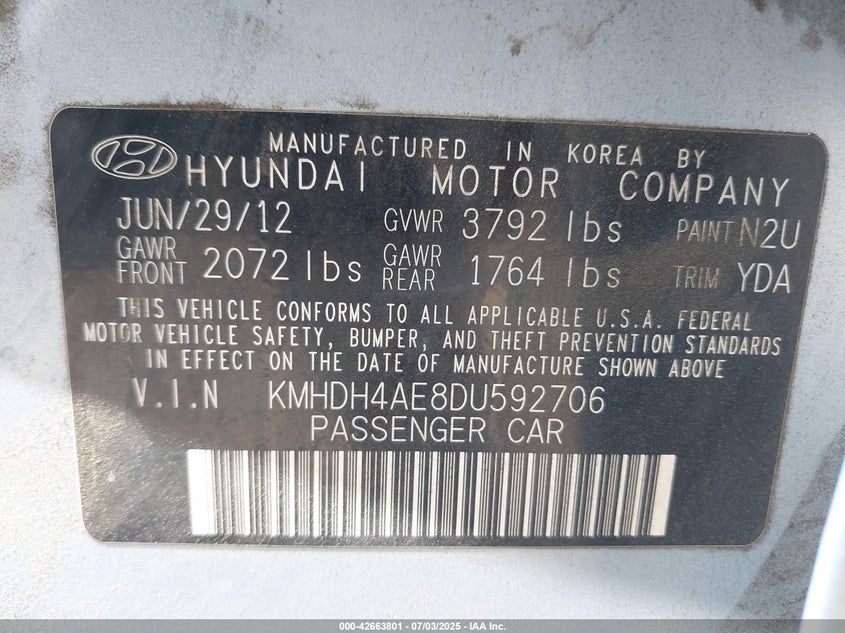 MANUFACTURED IN KOREA BY
HYUNDAI MOTOR COMPANY
JUN/29/12 GVWR 3792 lbs PAINT N2U
GAWR FRONT 2072 lbs GAWR REAR 1764 lbs TRIM YDA
THIS VEHICLE CONFORMS TO ALL APPLICABLE U.S.A. FEDERAL
MOTOR VEHICLE SAFETY, BUMPER, AND THEFT PREVENTION STANDARDS
IN EFFECT ON THE DATE OF MANUFACTURE SHOWN ABOVE
V.I.N KMHDH4AE8DU592706
PASSENGER CAR
000-42663801 - 07/03/2025 - IAA Inc.